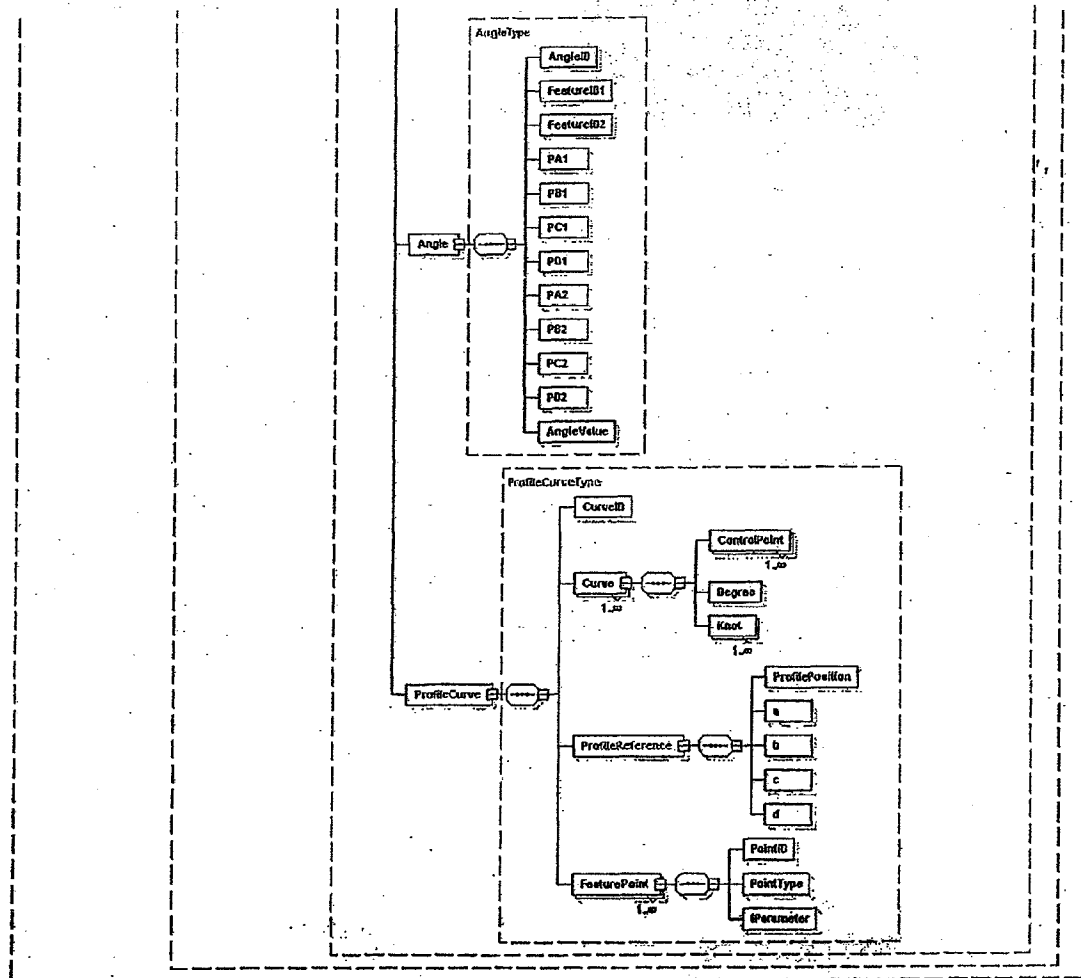 AngleType
AngleID
FeatureID1
FeatureID2
PA1
PB1
PC1
PD1
Angle
PA2
PB2
PC2
PD2
AngleValue
ProfileCurveType
CurveID
ControlPoint
1..∞
Curve
1..∞
Degree
Knot
1..∞
ProfileCurve
ProfilePosition
a
ProfileReference
b
c
d
PointID
FeaturePoint
1..∞
PointType
tParameter